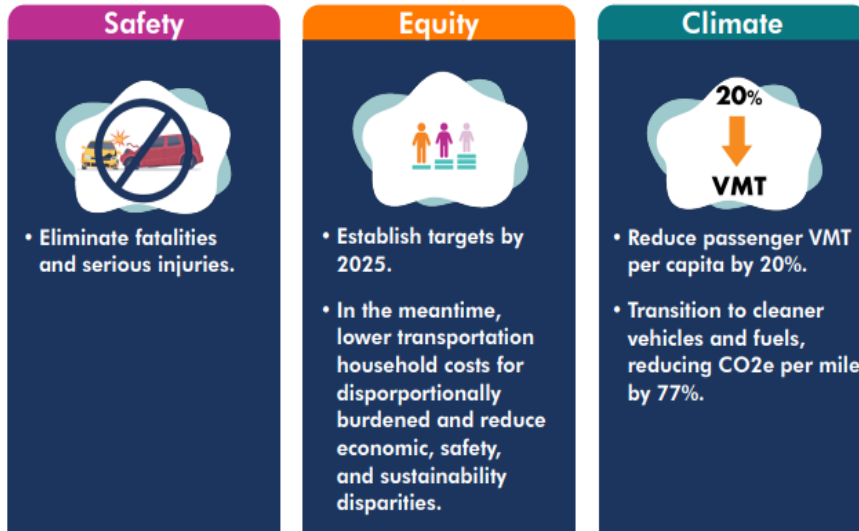 Safety
• Eliminate fatalities
and serious injuries.
Equity
• Establish targets by
2025.
• In the meantime,
lower transportation
household costs for
disporportionally
burdened and reduce
economic, safety,
and sustainability
disparities.
Climate
20%
VMT
• Reduce passenger VMT
per capita by 20%.
• Transition to cleaner
vehicles and fuels,
reducing CO2e per mile
by 77%.